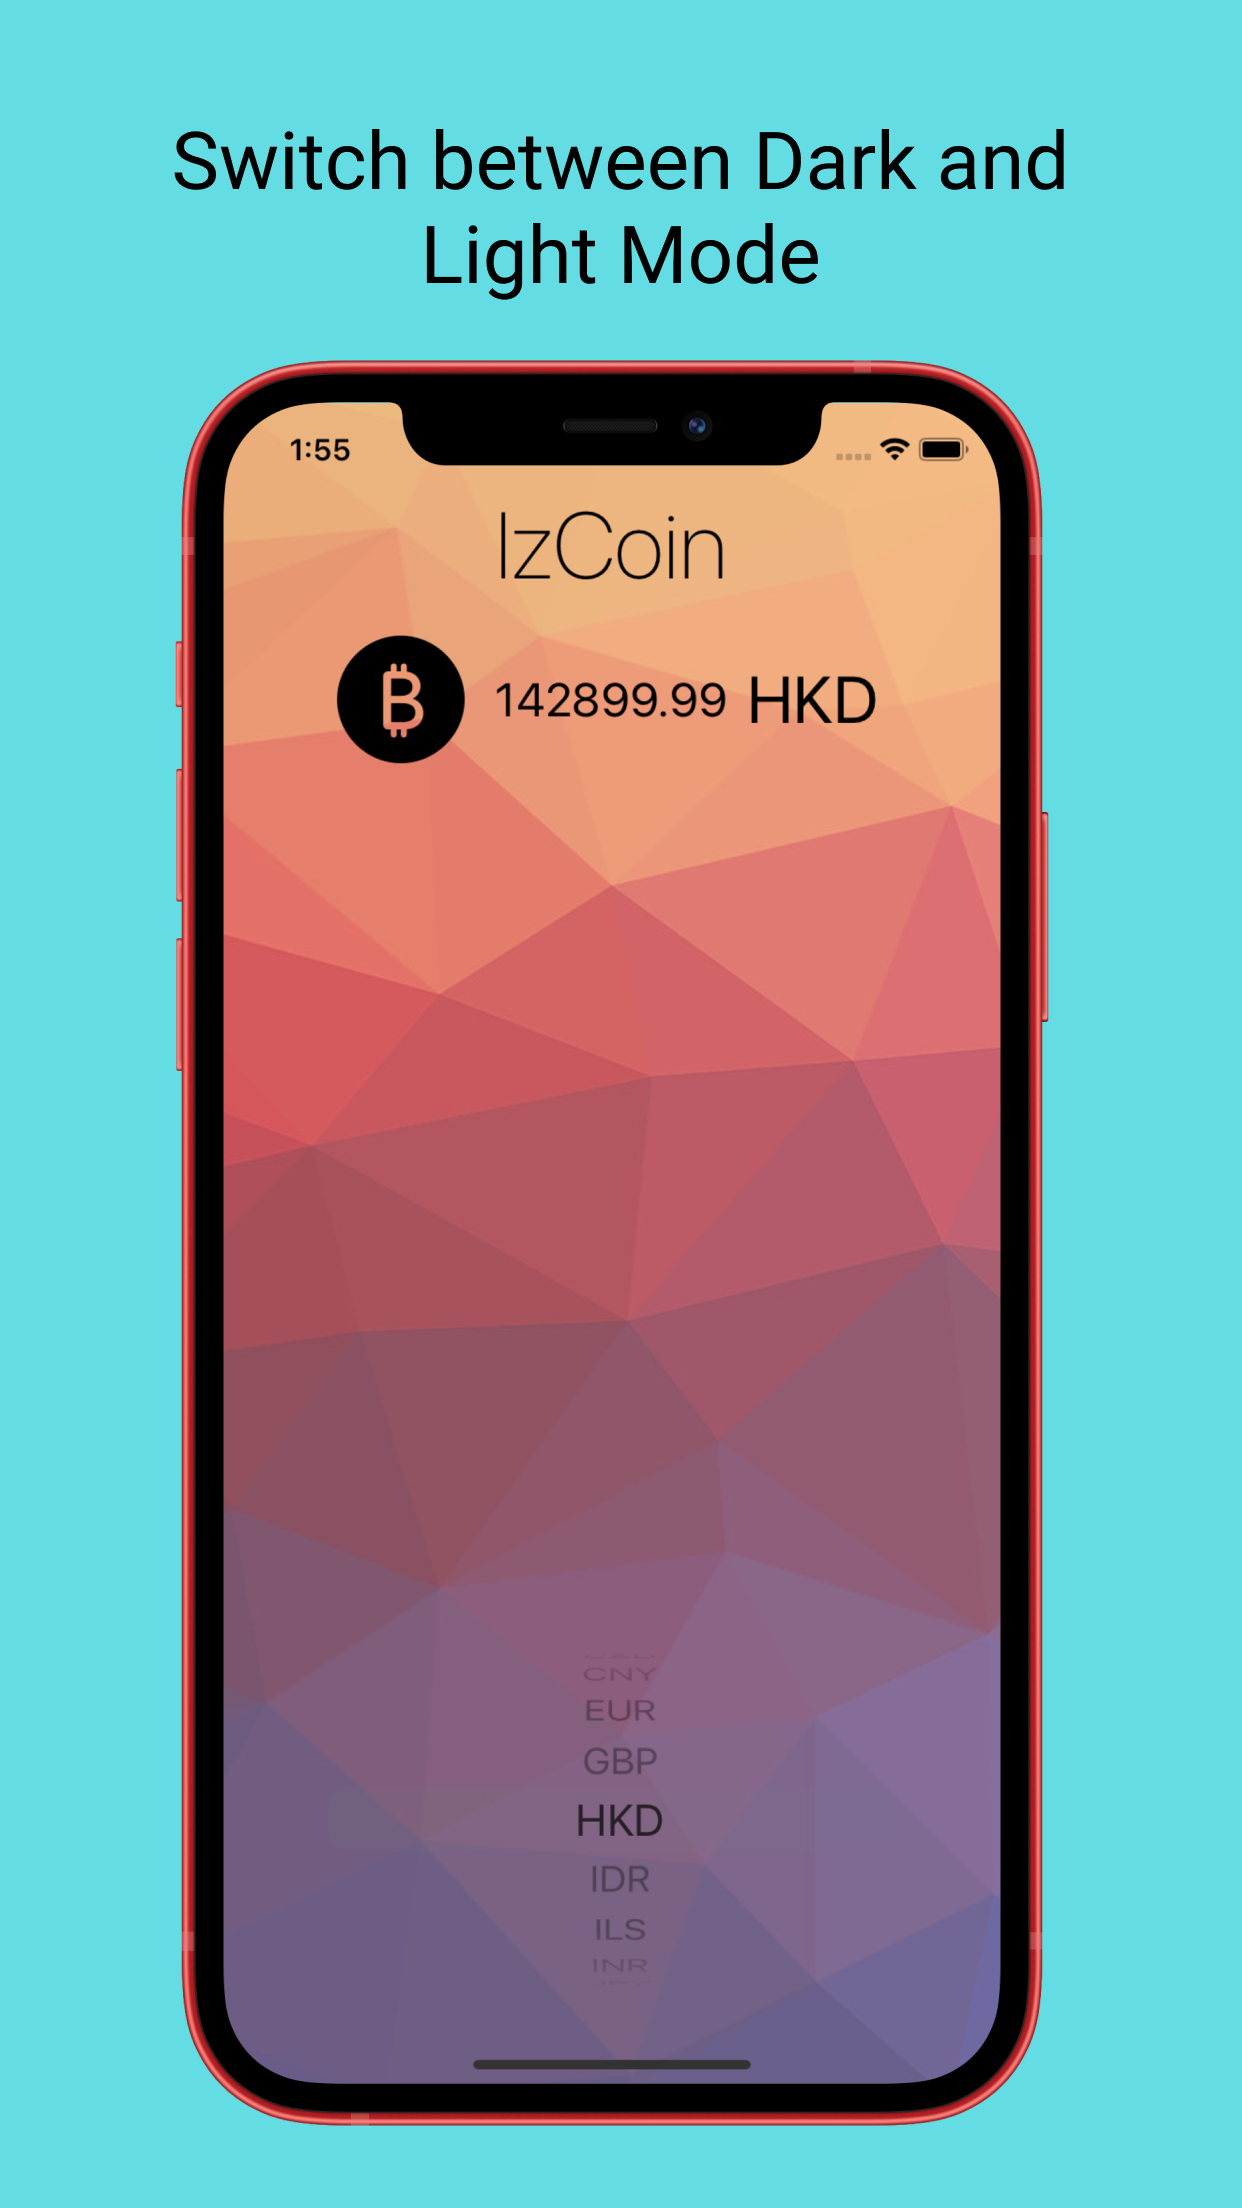 Switch between Dark and
Light Mode
1:55
IzCoin
142899.99 HKD
CNY
EUR
GBP
HKD
IDR
ILS
INR